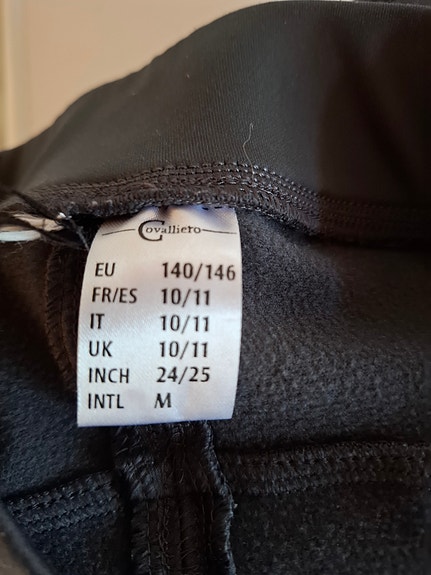 Covalliero
EU 140/146
FR/ES 10/11
IT 10/11
UK 10/11
INCH 24/25
INTL M